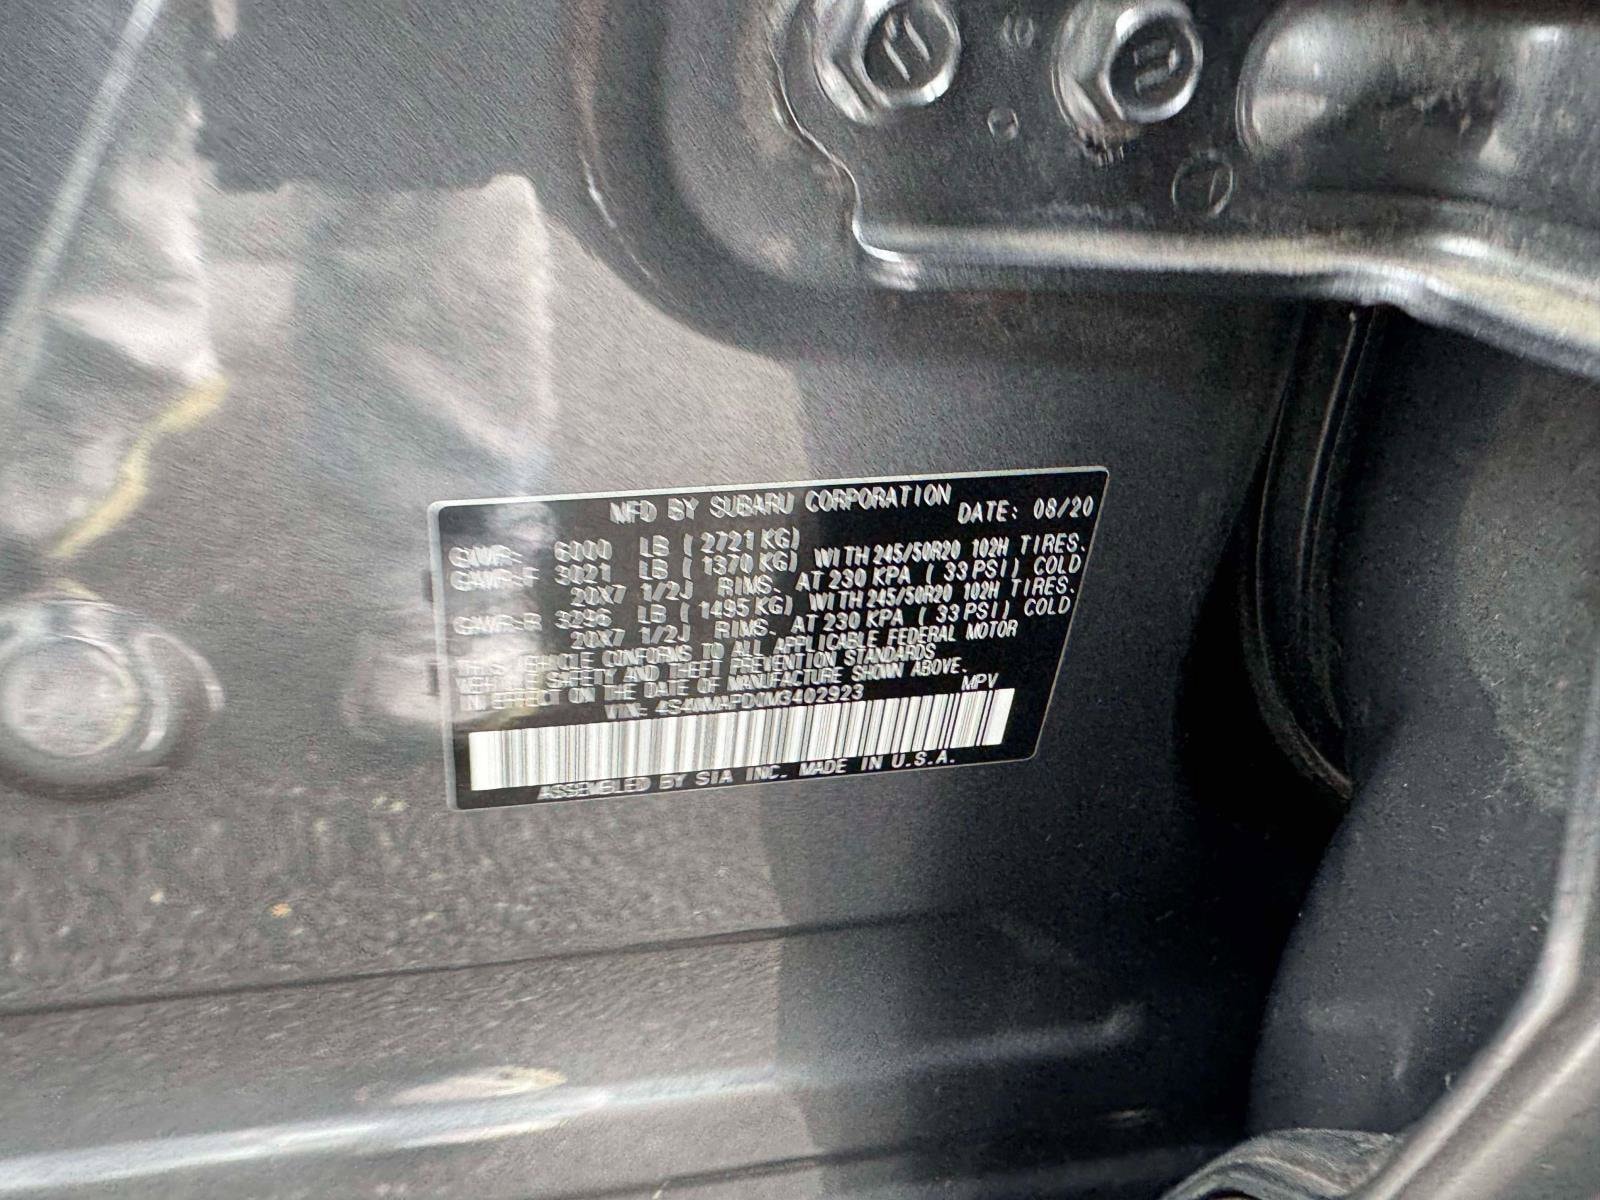 MFD BY SUBARU CORPORATION DATE: 08/20
GVWR 6000 LB ( 2721 KG)
GAWR-F 3021 LB ( 1370 KG) WITH 245/50R20 102H TIRES.
20X7 1/2J RIMS. AT 230 KPA ( 33 PSI) COLD
GAWR-R 3296 LB ( 1495 KG) WITH 245/50R20 102H TIRES.
20X7 1/2J RIMS. AT 230 KPA ( 33 PSI) COLD
THIS VEHICLE CONFORMS TO ALL APPLICABLE FEDERAL MOTOR
VEHICLE SAFETY AND THEFT PREVENTION STANDARDS
IN EFFECT ON THE DATE OF MANUFACTURE SHOWN ABOVE.
VIN: MPV
ASSEMBLED BY SIA INC. MADE IN U.S.A.